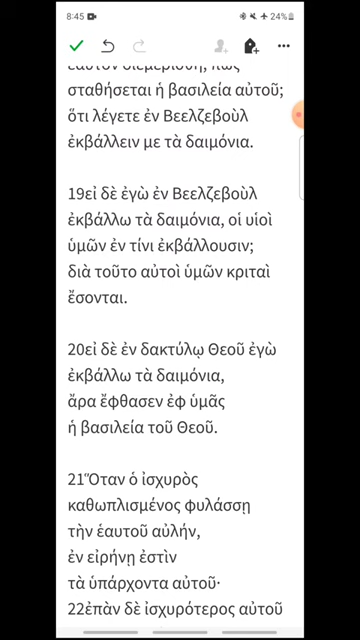 8:45
24%
ἑαυτὸν διεμερίσθη, πῶς
σταθήσεται ἡ βασιλεία αὐτοῦ;
ὅτι λέγετε ἐν Βεελζεβοὺλ
ἐκβάλλειν με τὰ δαιμόνια.
19εἰ δὲ ἐγὼ ἐν Βεελζεβοὺλ
ἐκβάλλω τὰ δαιμόνια, οἱ υἱοὶ
ὑμῶν ἐν τίνι ἐκβάλλουσιν;
διὰ τοῦτο αὐτοὶ ὑμῶν κριταὶ
ἔσονται.
20εἰ δὲ ἐν δακτύλῳ Θεοῦ ἐγὼ
ἐκβάλλω τὰ δαιμόνια,
ἄρα ἔφθασεν ἐφ ὑμᾶς
ἡ βασιλεία τοῦ Θεοῦ.
21Ὅταν ὁ ἰσχυρὸς
καθωπλισμένος φυλάσσῃ
τὴν ἑαυτοῦ αὐλήν,
ἐν εἰρήνῃ ἐστὶν
τὰ ὑπάρχοντα αὐτοῦ·
22ἐπὰν δὲ ἰσχυρότερος αὐτοῦ